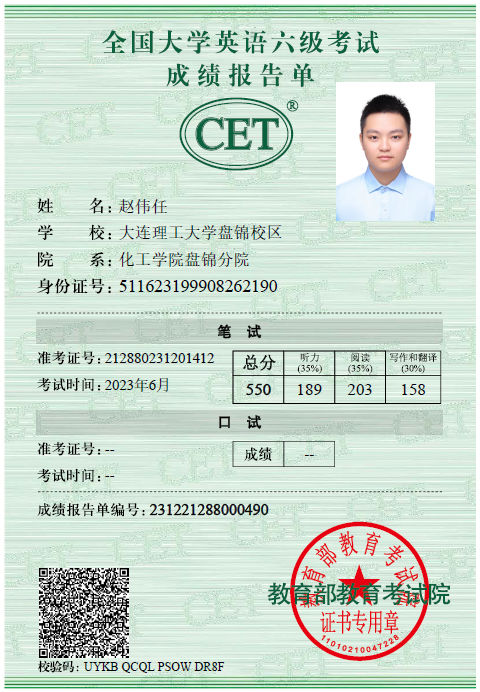 全国大学英语六级考试
成绩报告单
CET®
姓 名：赵伟任
学 校：大连理工大学盘锦校区
院 系：化工学院盘锦分院
身份证号：511623199908262190
笔 试
准考证号：212880231201412
考试时间：2023年6月
总分 听力(35%) 阅读(35%) 写作和翻译(30%)
550 189 203 158
口 试
准考证号：--
考试时间：--
成绩 --
成绩报告单编号：231221288000490
教育部教育考试院
教育部教育考试院
证书专用章
11010210047228
校验码：UYKB QCQL PSOW DR8F